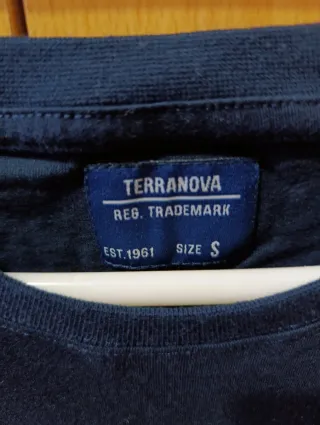 TERRANOVA
REG. TRADEMARK
EST.1961 SIZE S